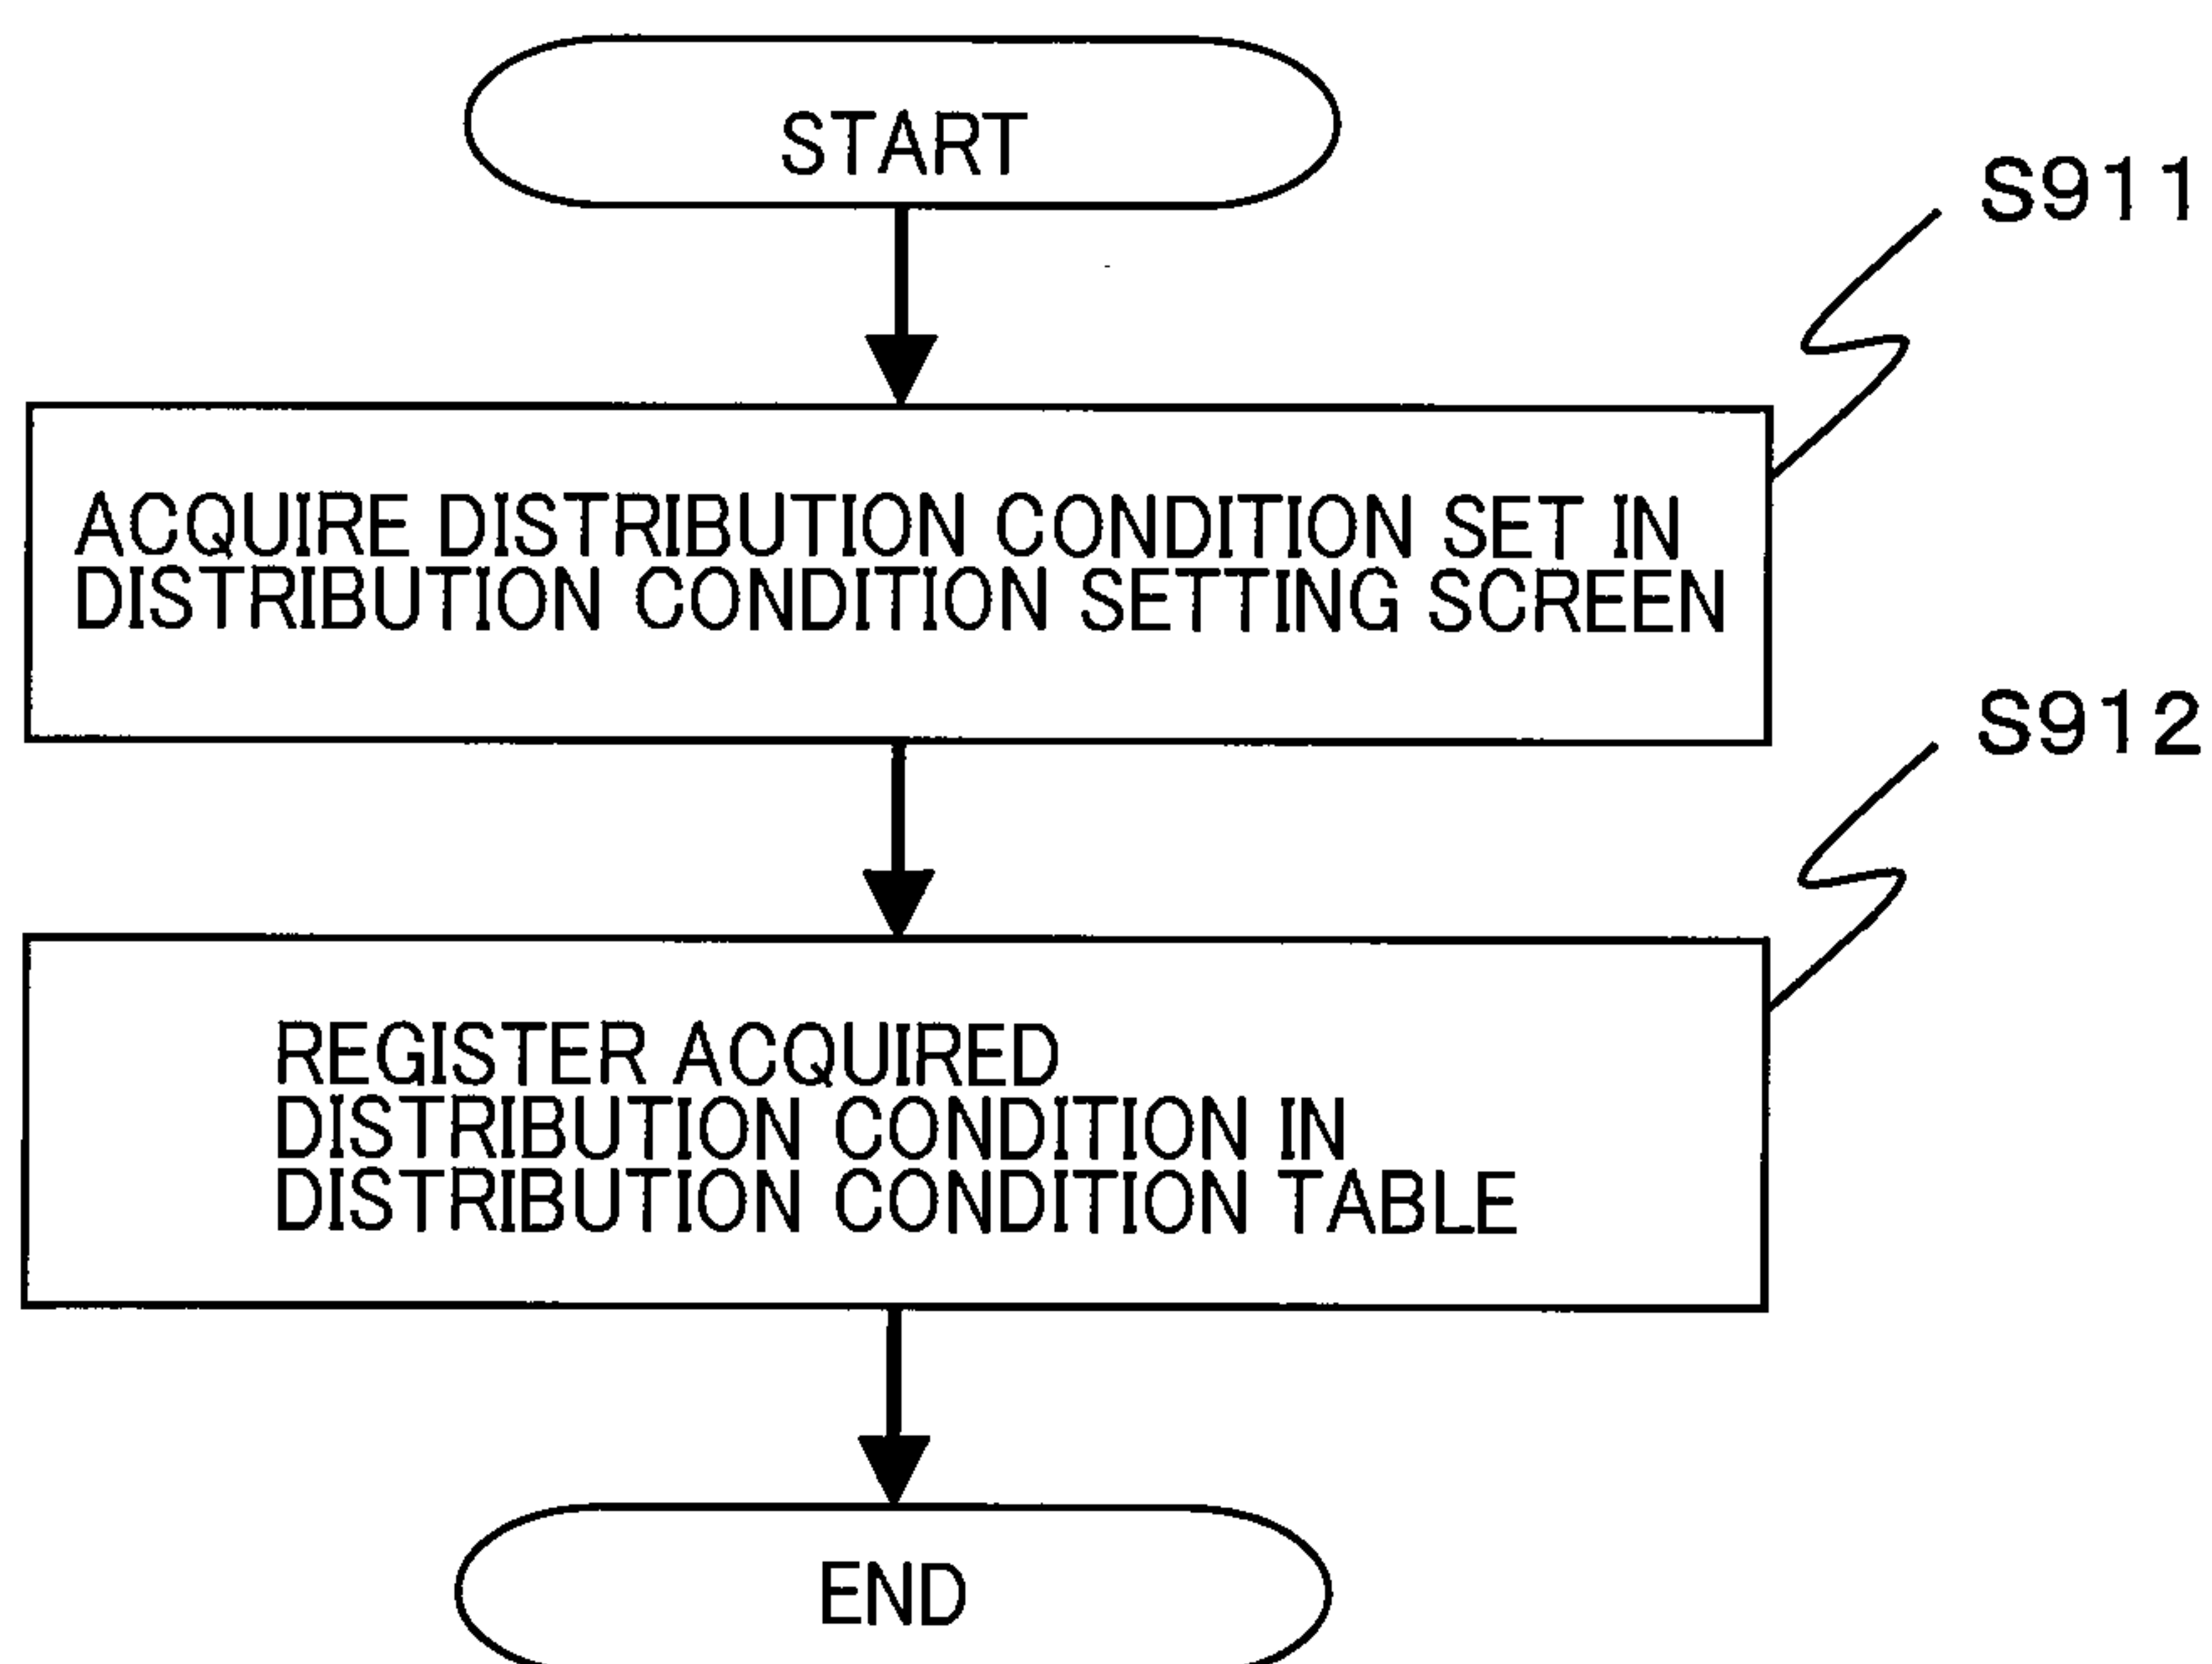 START
S911
ACQUIRE DISTRIBUTION CONDITION SET IN
DISTRIBUTION CONDITION SETTING SCREEN
S912
REGISTER ACQUIRED
DISTRIBUTION CONDITION IN
DISTRIBUTION CONDITION TABLE
END